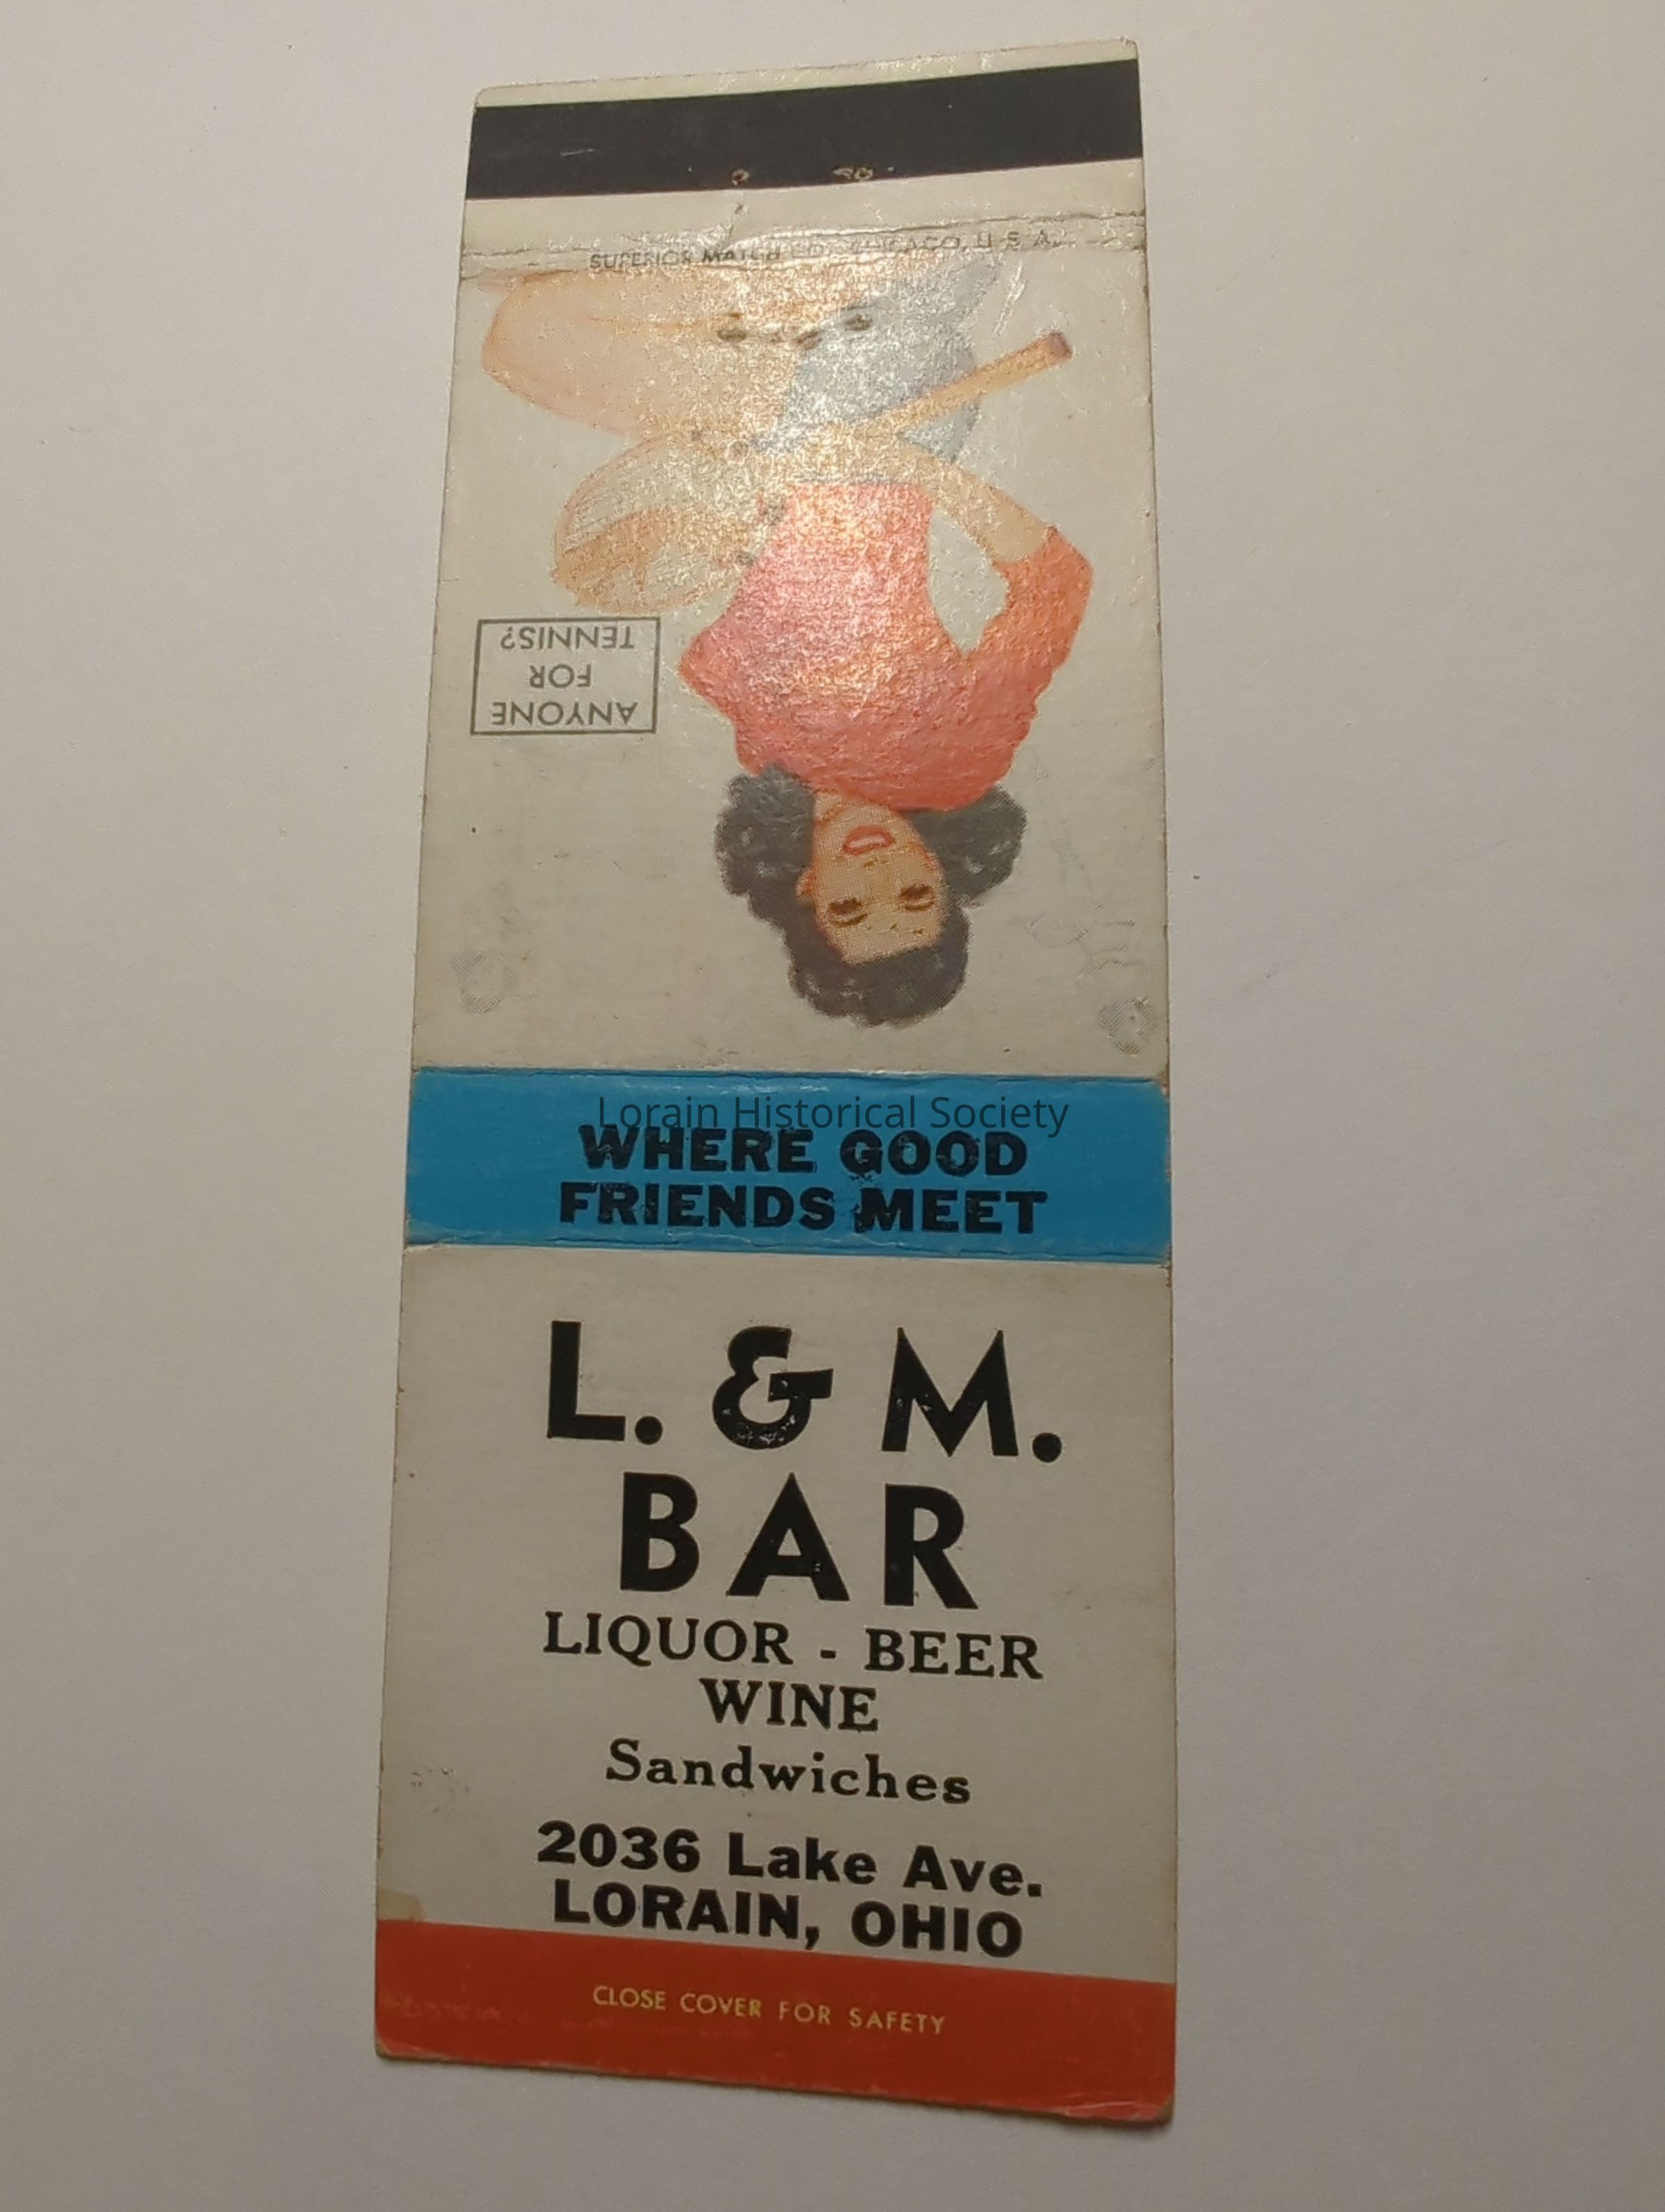 SUPERIOR MATCH CO., CHICAGO, U.S.A.
ANYONE
FOR
TENNIS?
Lorain Historical Society
WHERE GOOD
FRIENDS MEET
L. & M.
BAR
LIQUOR - BEER
WINE
Sandwiches
2036 Lake Ave.
LORAIN, OHIO
CLOSE COVER FOR SAFETY